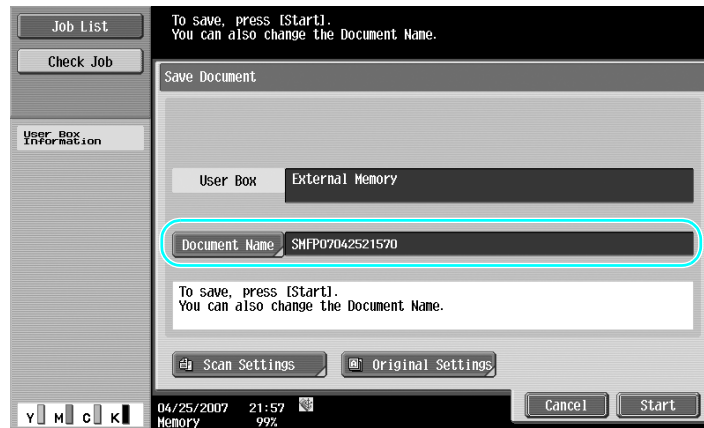 Job List
To save, press [Start].
You can also change the Document Name.
Check Job
Save Document
User Box
Information
User Box
External Memory
Document Name
SMFP07042521570
To save, press [Start].
You can also change the Document Name.
Scan Settings
Original Settings
Y M C K
04/25/2007 21:57
Memory 99%
Cancel
Start